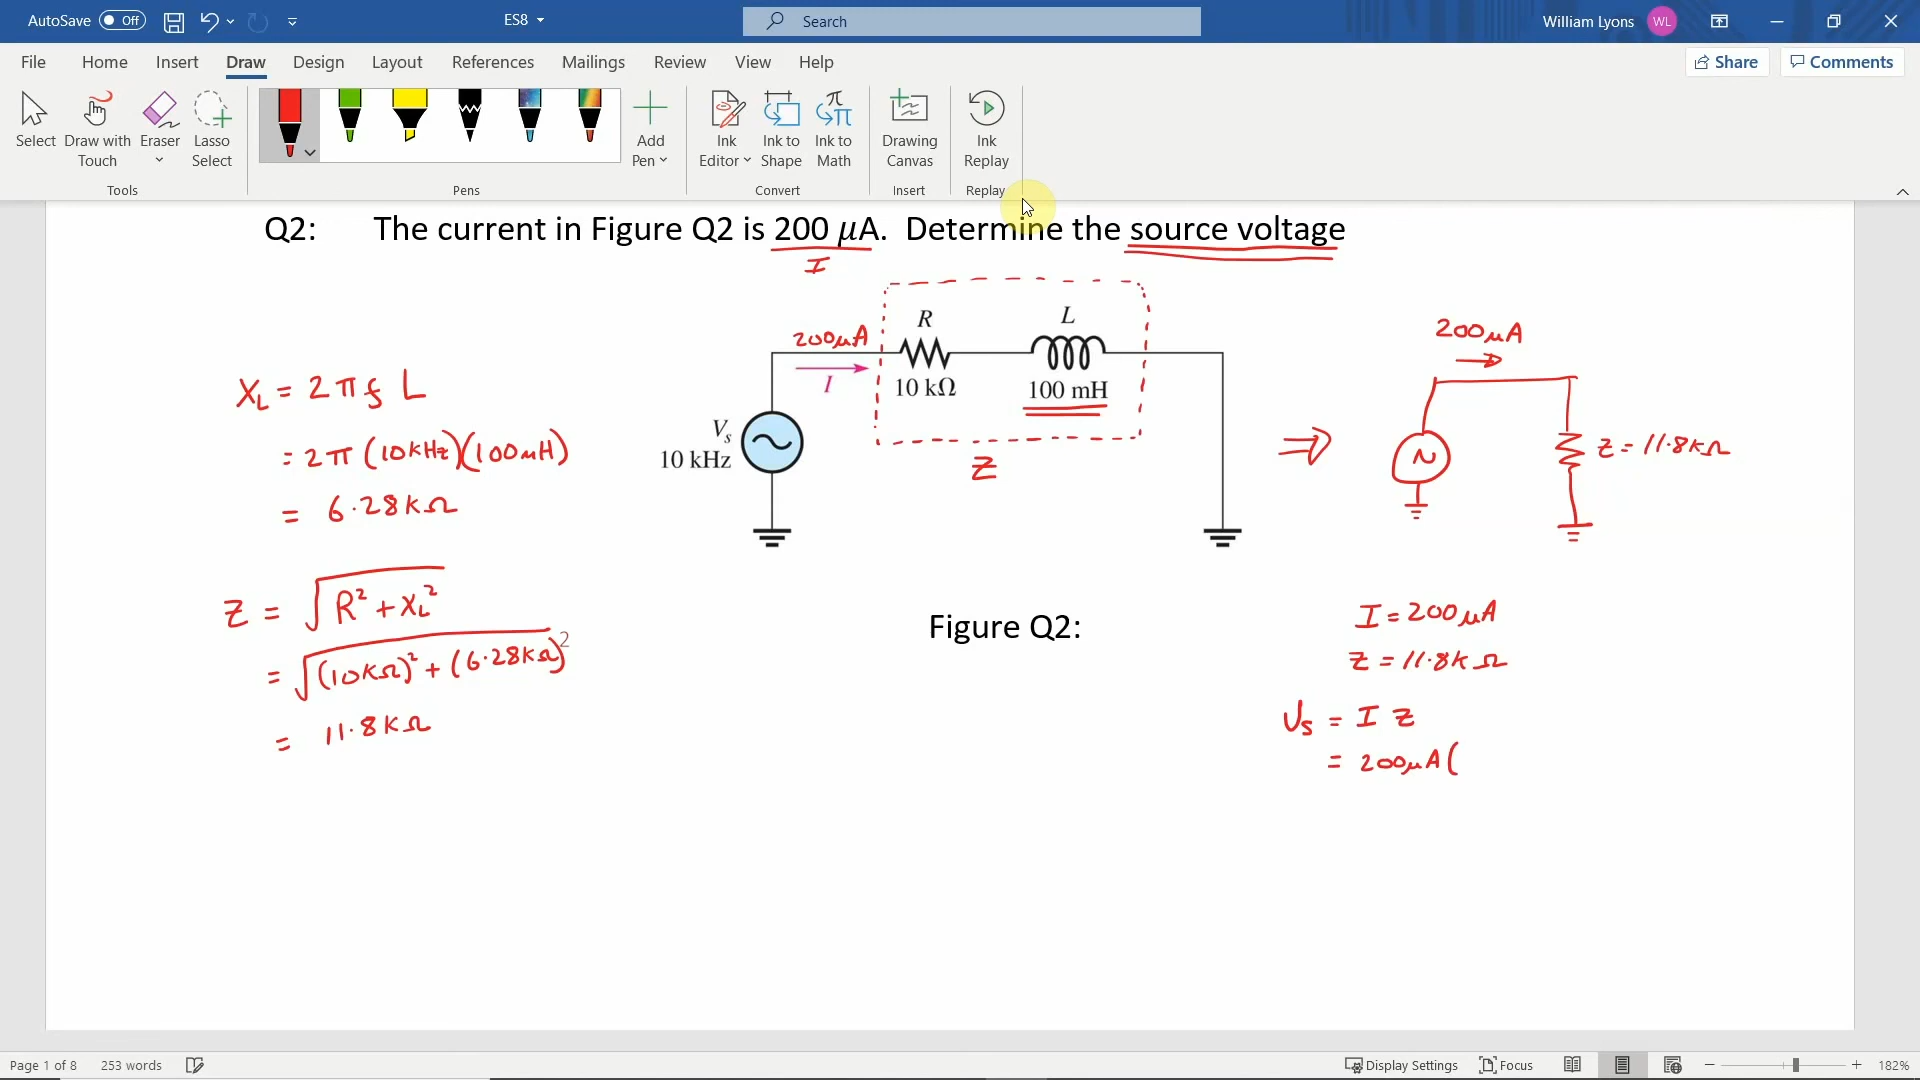 AutoSave Off ES8 Search William Lyons WL
File Home Insert Draw Design Layout References Mailings Review View Help Share Comments
Select Draw with Touch Eraser Lasso Select Add Pen Ink Editor Ink to Shape Ink to Math Drawing Canvas Ink Replay
Tools Pens Convert Insert Replay
Q2: The current in Figure Q2 is 200 μA. Determine the source voltage
I
R
10 kΩ
L
100 mH
200μA
I
Vs
10 kHz
Z
200μA
Z = 11.8kΩ
XL = 2πf L
= 2π (10kHz)(100mH)
= 6.28kΩ
Z = √R² + XL²
= √(10kΩ)² + (6.28kΩ)²
= 11.8kΩ
Figure Q2:
I = 200μA
Z = 11.8kΩ
Vs = I Z
= 200μA(
Page 1 of 8 253 words Display Settings Focus 182%